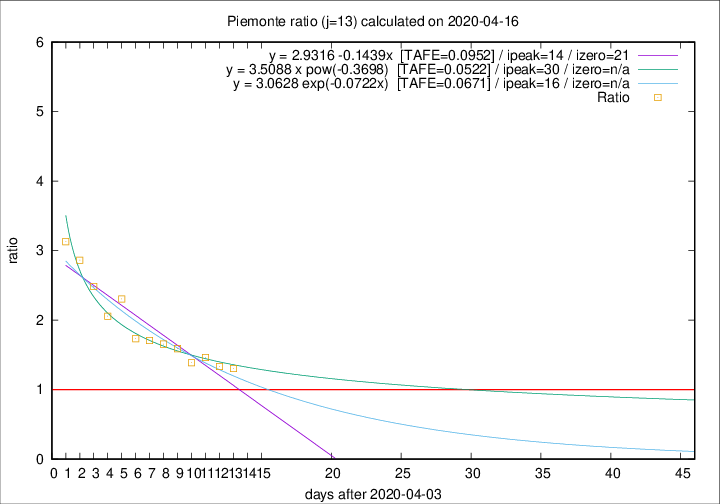 Piemonte ratio (j=13) calculated on 2020-04-16
y = 2.9316 -0.1439x [TAFE=0.0952] / ipeak=14 / izero=21
y = 3.5088 x pow(-0.3698) [TAFE=0.0522] / ipeak=30 / izero=n/a
y = 3.0628 exp(-0.0722x) [TAFE=0.0671] / ipeak=16 / izero=n/a
Ratio
6
5
4
3
2
1
0
ratio
0 1 2 3 4 5 6 7 8 9 10 11 12 13 14 15 20 25 30 35 40 45
days after 2020-04-03